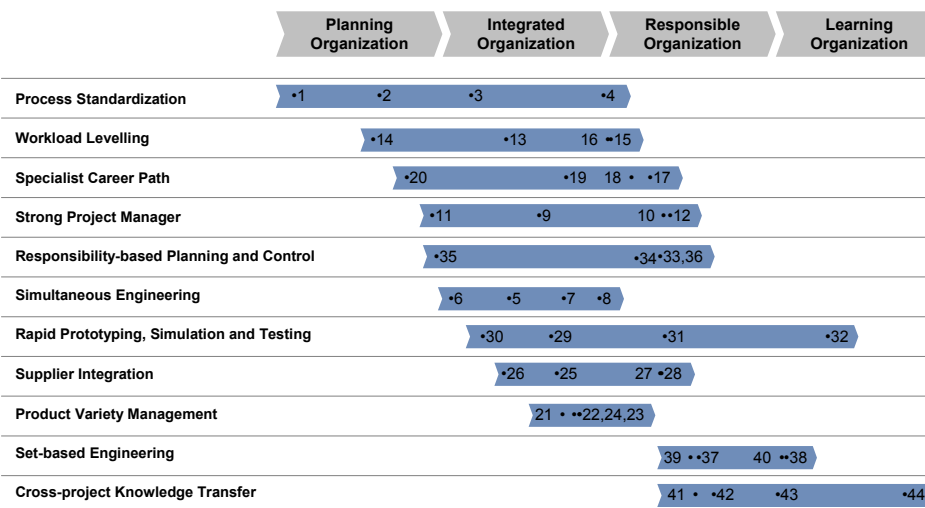 Planning Organization
Integrated Organization
Responsible Organization
Learning Organization
Process Standardization
•1 •2 •3 •4
Workload Levelling
•14 •13 16 ••15
Specialist Career Path
•20 •19 18 • •17
Strong Project Manager
•11 •9 10 ••12
Responsibility-based Planning and Control
•35 •34•33,36
Simultaneous Engineering
•6 •5 •7 •8
Rapid Prototyping, Simulation and Testing
•30 •29 •31 •32
Supplier Integration
•26 •25 27 •28
Product Variety Management
21 • ••22,24,23
Set-based Engineering
39 ••37 40 ••38
Cross-project Knowledge Transfer
41 • •42 •43 •44